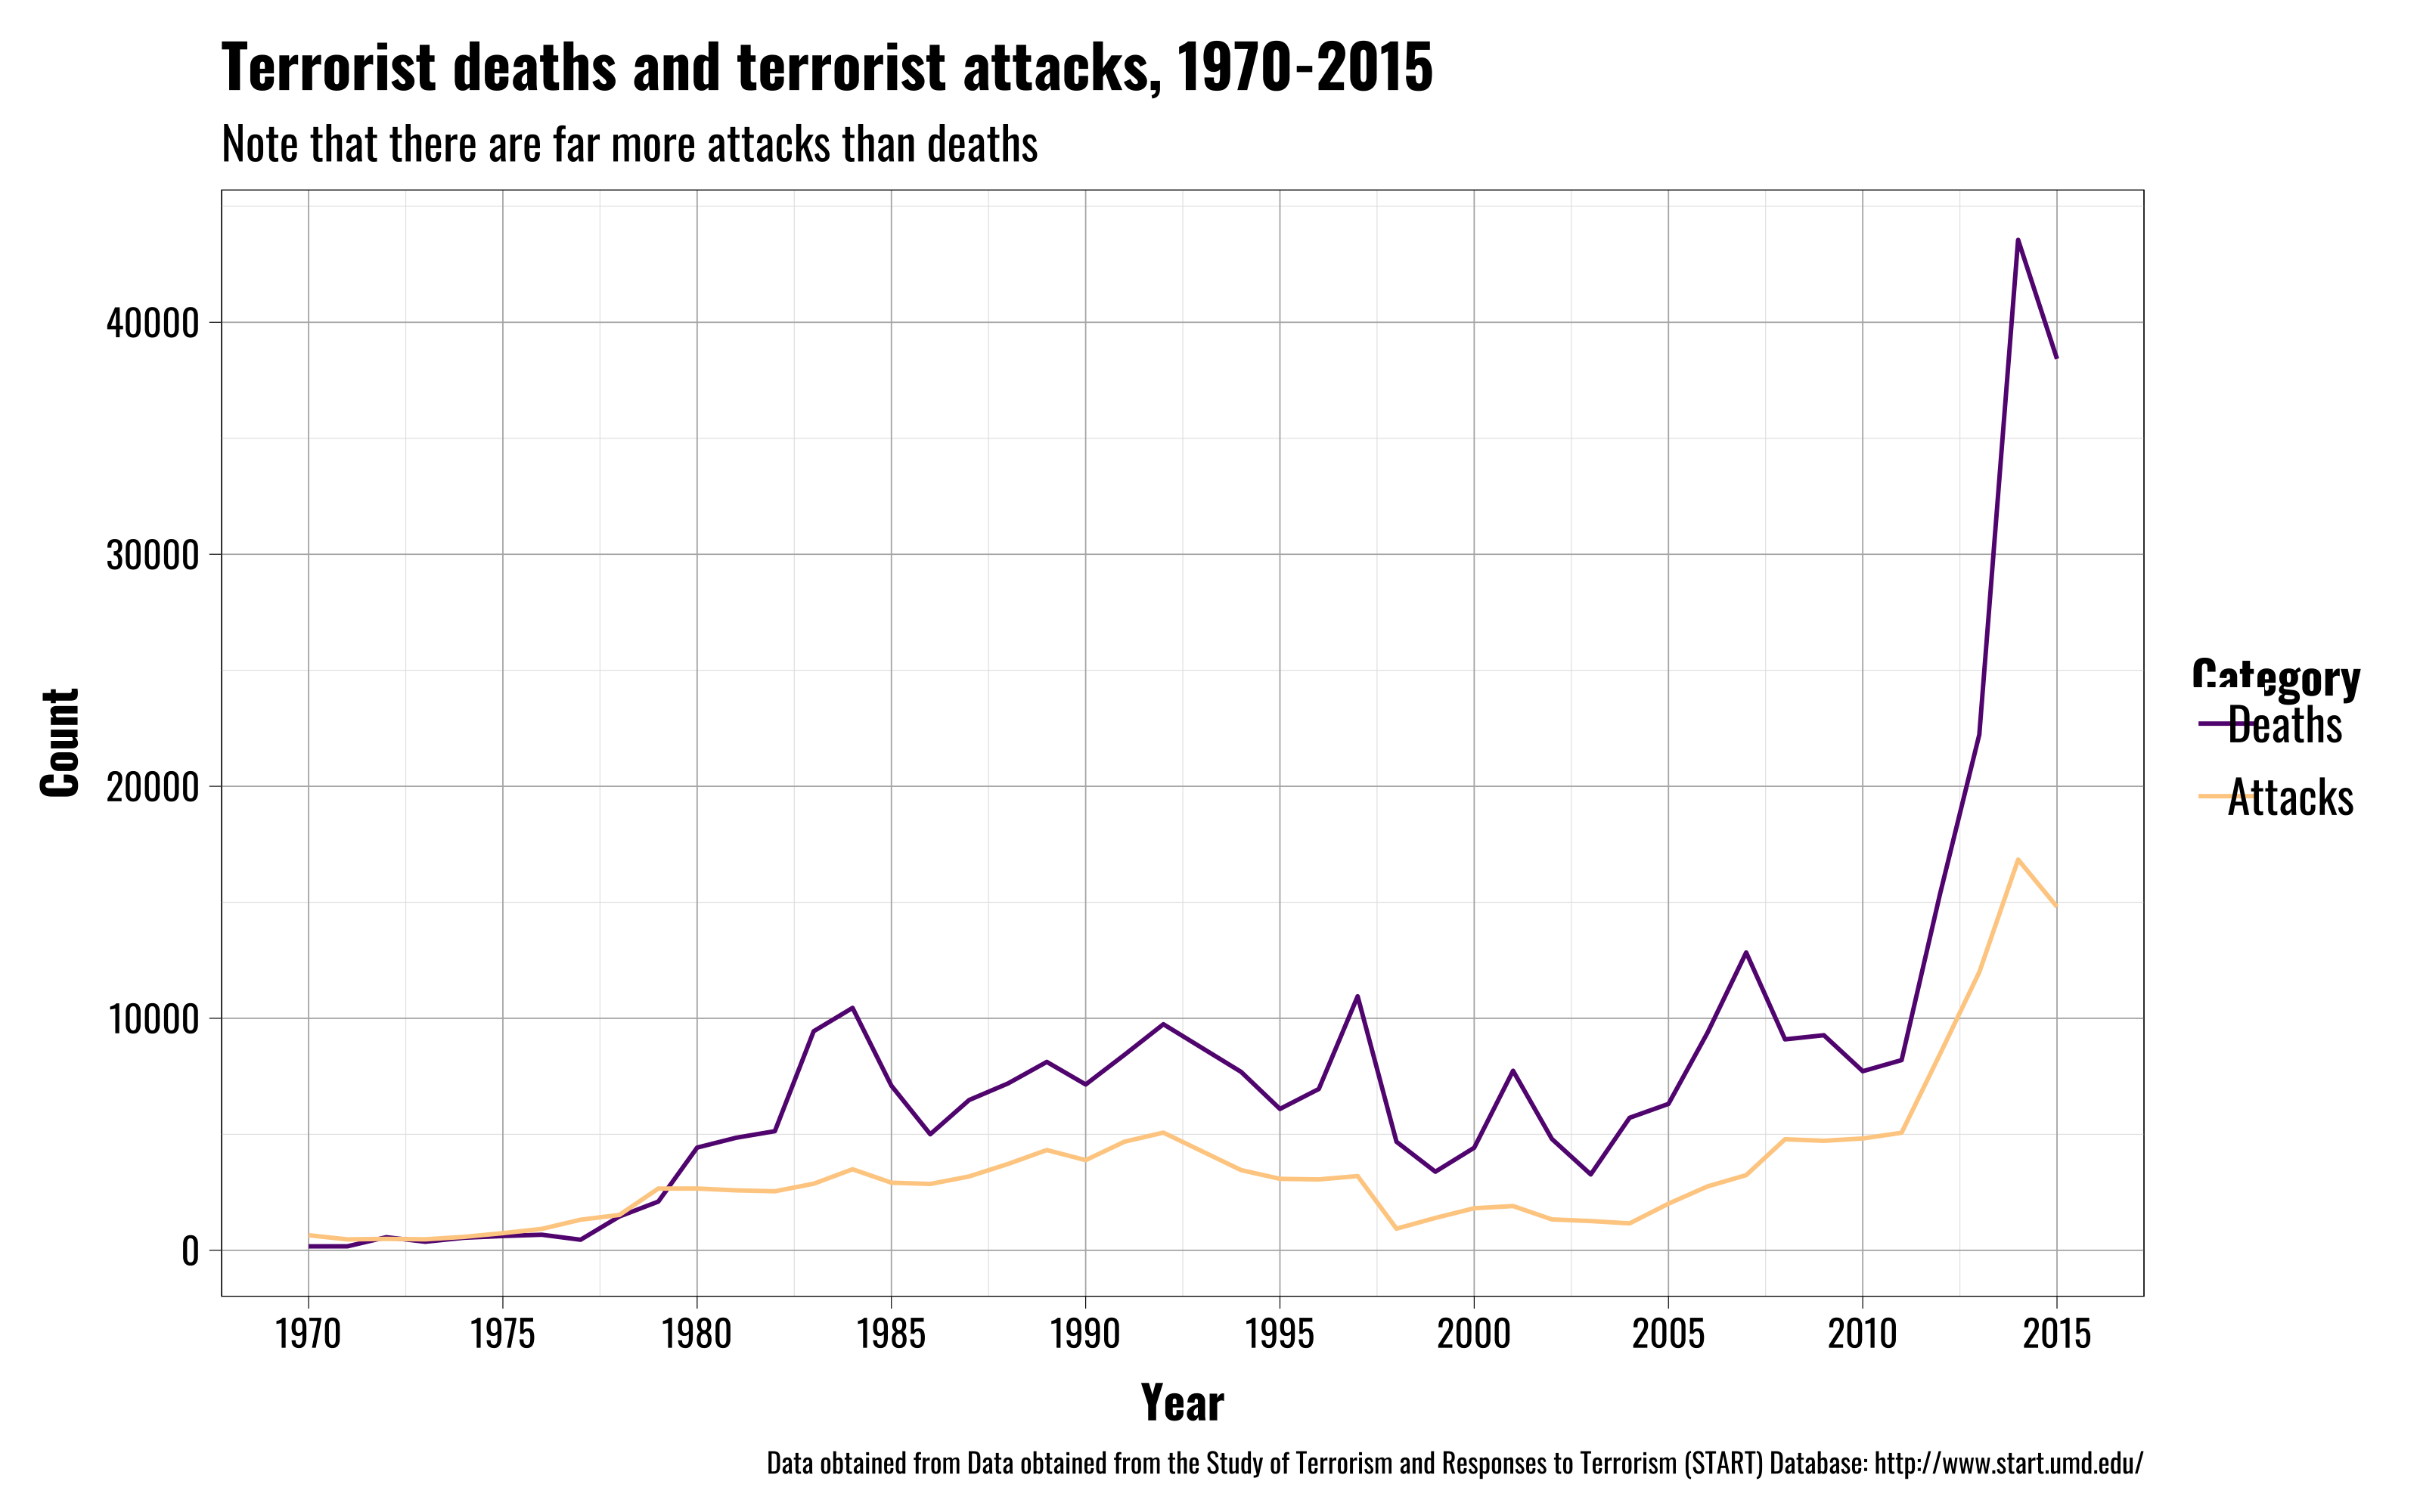 Terrorist deaths and terrorist attacks, 1970-2015
Note that there are far more attacks than deaths
40000
30000
20000
10000
0
Count
1970 1975 1980 1985 1990 1995 2000 2005 2010 2015
Year
Category
Deaths
Attacks
Data obtained from Data obtained from the Study of Terrorism and Responses to Terrorism (START) Database: http://www.start.umd.edu/